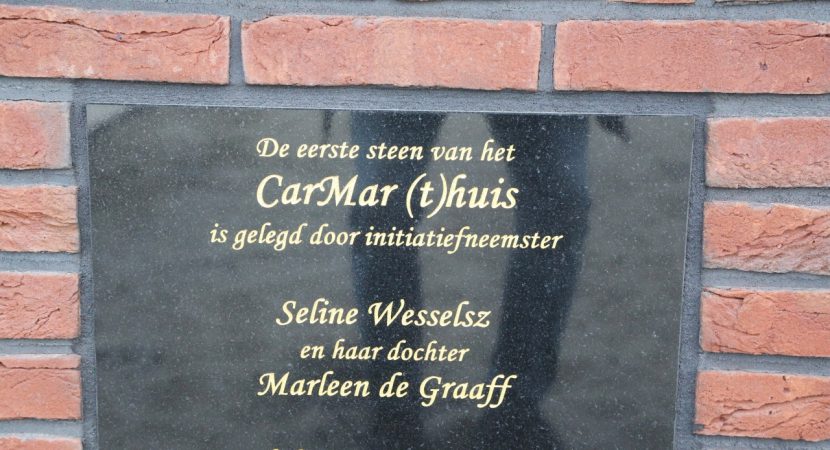 De eerste steen van het
CarMar (t)huis
is gelegd door initiatiefneemster
Seline Wesselsz
en haar dochter
Marleen de Graaff